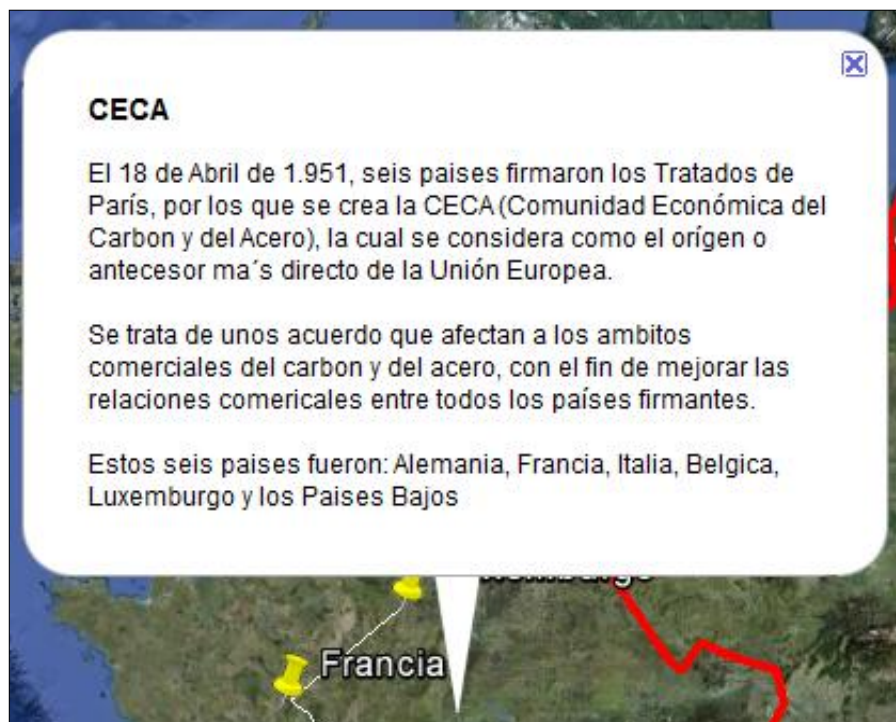 CECA
El 18 de Abril de 1.951, seis paises firmaron los Tratados de
París, por los que se crea la CECA (Comunidad Económica del
Carbon y del Acero), la cual se considera como el orígen o
antecesor ma´s directo de la Unión Europea.
Se trata de unos acuerdo que afectan a los ambitos
comerciales del carbon y del acero, con el fin de mejorar las
relaciones comericales entre todos los países firmantes.
Estos seis paises fueron: Alemania, Francia, Italia, Belgica,
Luxemburgo y los Paises Bajos
Francia